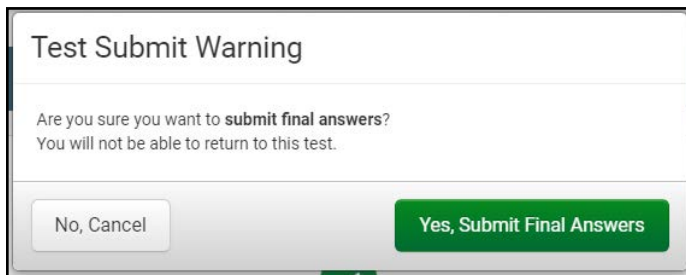 Test Submit Warning
Are you sure you want to submit final answers?
You will not be able to return to this test.
No, Cancel
Yes, Submit Final Answers